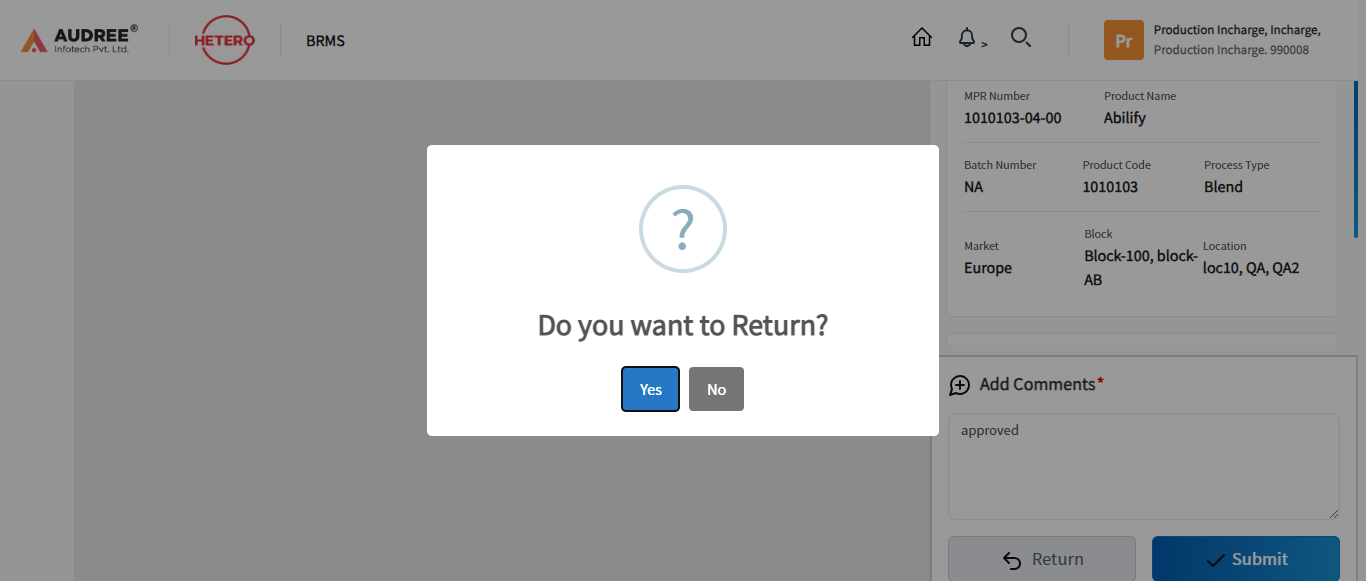 AUDREE®
Infotech Pvt. Ltd.
HETERO
BRMS
>
Pr
Production Incharge, Incharge,
Production Incharge. 990008
MPR Number
Product Name
1010103-04-00
Abilify
Batch Number
Product Code
Process Type
NA
1010103
Blend
Market
Europe
Block
Block-100, block-
AB
Location
loc10, QA, QA2
?
Do you want to Return?
Yes
No
Add Comments*
approved
Return
Submit